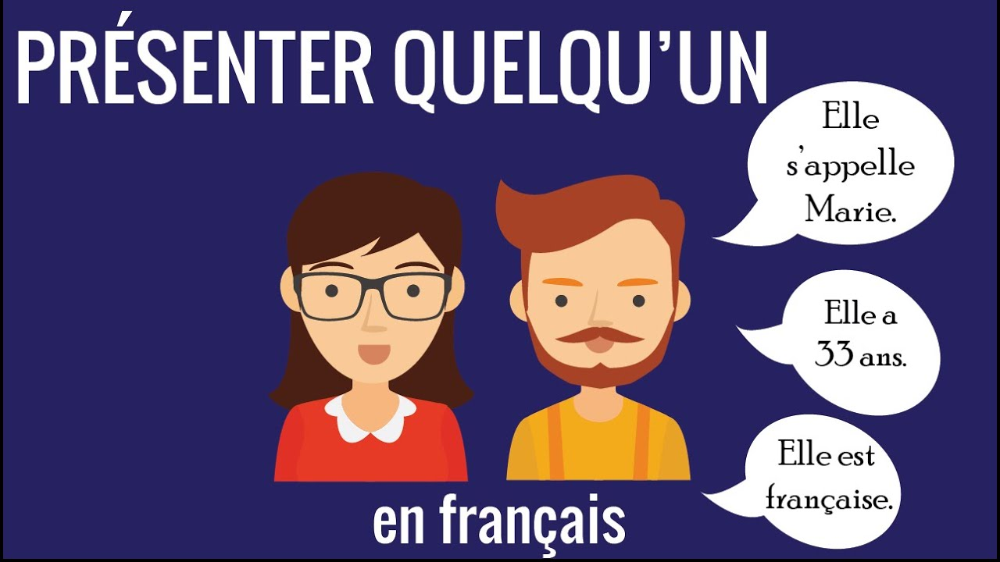 PRÉSENTER QUELQU’UN
Elle
s’appelle
Marie.
Elle a
33 ans.
Elle est
française.
en français